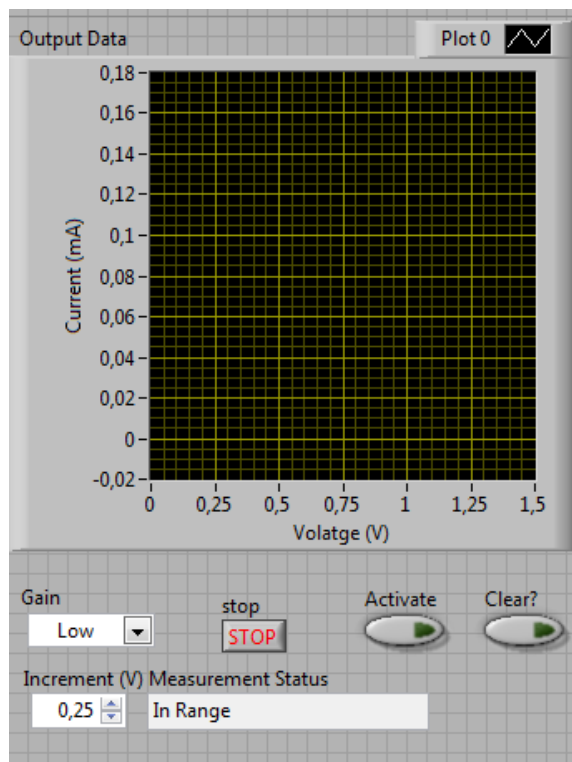 Output Data
Plot 0
0,18
0,16
0,14
0,12
0,1
0,08
0,06
0,04
0,02
0
-0,02
Current (mA)
0 0,25 0,5 0,75 1 1,25 1,5
Volatge (V)
Gain
Low
stop
STOP
Activate
Clear?
Increment (V)
0,25
Measurement Status
In Range